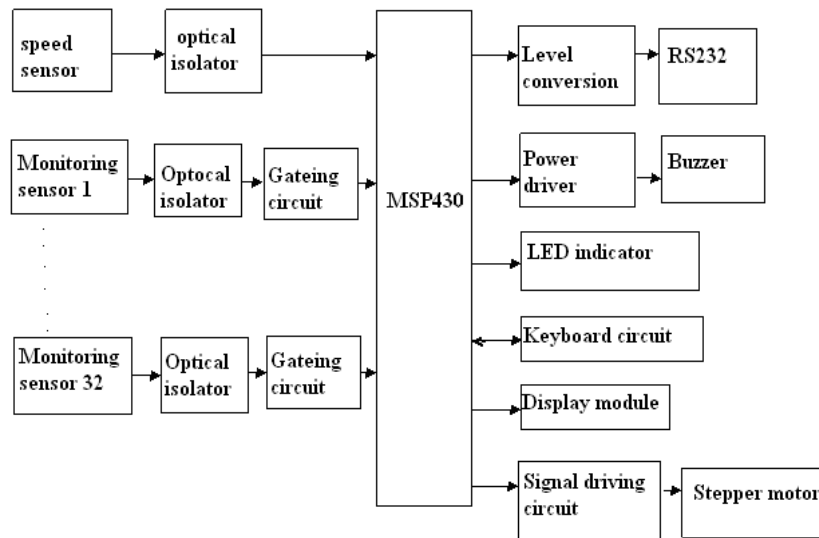 speed
sensor
optical
isolator
Level
conversion
RS232
Monitoring
sensor 1
Optocal
isolator
Gateing
circuit
MSP430
Power
driver
Buzzer
LED indicator
Keyboard circuit
Monitoring
sensor 32
Optical
isolator
Gateing
circuit
Display module
Signal driving
circuit
Stepper motor